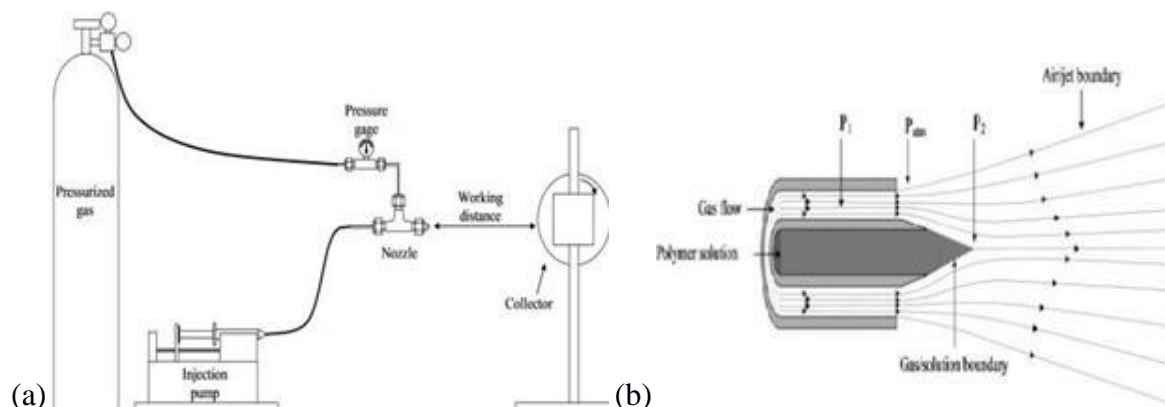 Pressure
gage
Pressurized
gas
Working
distance
Nozzle
Collector
Injection
pump
(a)
Air/jet boundary
P1
Patm
P2
Gas flow
Polymer solution
Gas/solution boundary
(b)